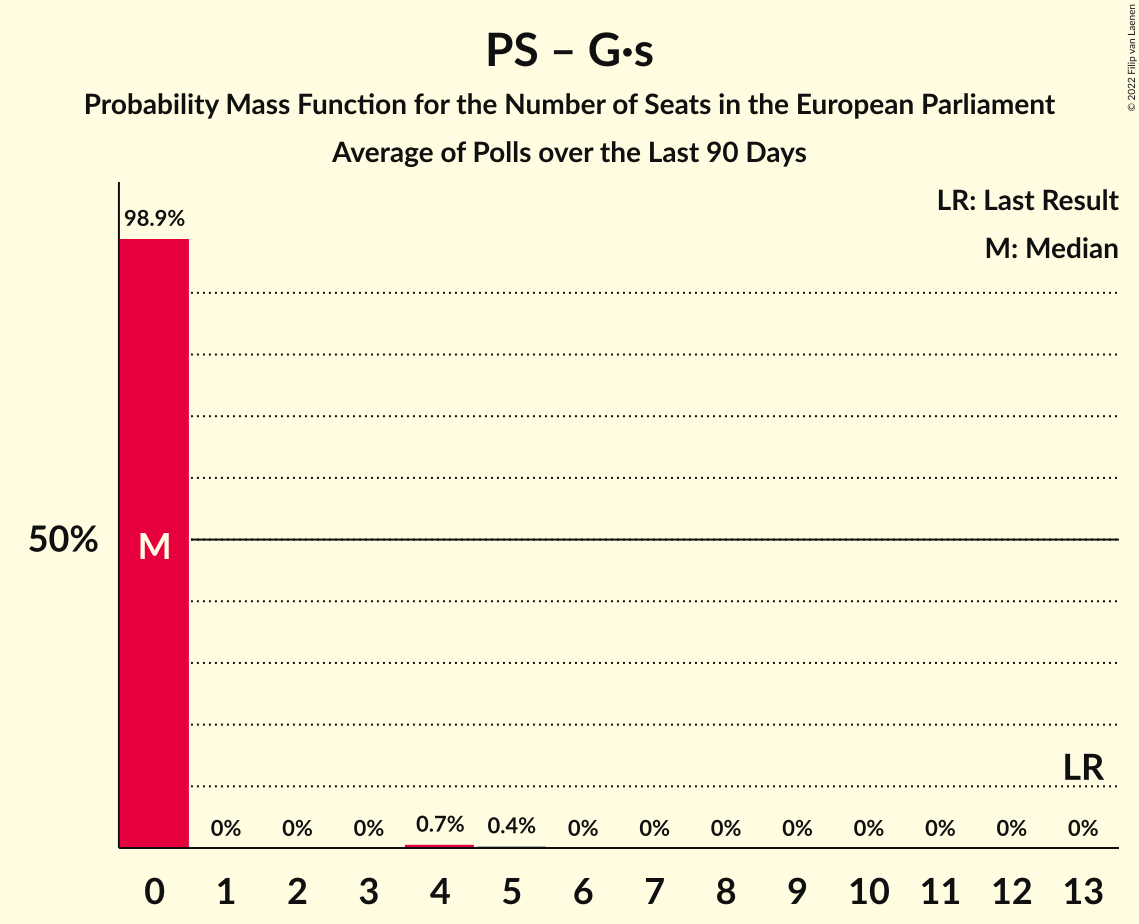 PS – G·s
Probability Mass Function for the Number of Seats in the European Parliament
Average of Polls over the Last 90 Days
© 2022 Filip van Laenen
LR: Last Result
M: Median
98.9%
50%
M
LR
0% 0% 0% 0.7% 0.4% 0% 0% 0% 0% 0% 0% 0% 0%
0 1 2 3 4 5 6 7 8 9 10 11 12 13